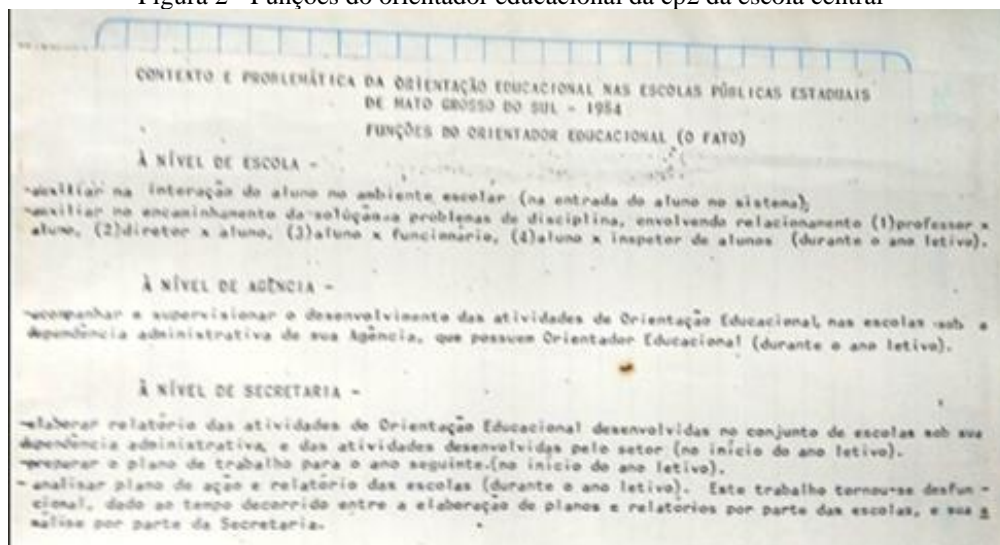 Figura 2 - Funções do orientador educacional da ep2 da escola central
CONTEXTO E PROBLEMÁTICA DA ORIENTAÇÃO EDUCACIONAL NAS ESCOLAS PÚBLICAS ESTADUAIS
DE MATO GROSSO DO SUL - 1984
FUNÇÕES DO ORIENTADOR EDUCACIONAL (O FATO)
À NÍVEL DE ESCOLA -
-auxiliar na interação do aluno no ambiente escolar (na entrada do aluno no sistema);
-auxiliar no encaminhamento da solução a problemas de disciplina, envolvendo relacionamento (1)professor x
aluno, (2)diretor x aluno, (3)aluno x funcionário, (4)aluno x inspetor de alunos (durante o ano letivo).
À NÍVEL DE AGÊNCIA -
-acompanhar e supervisionar o desenvolvimento das atividades de Orientação Educacional, nas escolas sob a
dependência administrativa de sua Agência, que possuem Orientador Educacional (durante o ano letivo).
À NÍVEL DE SECRETARIA -
-elaborar relatório das atividades de Orientação Educacional desenvolvidas no conjunto de escolas sob sua
dependência administrativa, e das atividades desenvolvidas pelo setor (no início do ano letivo).
-preparar o plano de trabalho para o ano seguinte.(no início do ano letivo).
- analisar plano de ação e relatório das escolas (durante o ano letivo). Este trabalho tornou-se desfun -
cional, dado ao tempo decorrido entre a elaboração de planos e relatórios por parte das escolas, e sua a
nálise por parte da Secretaria.